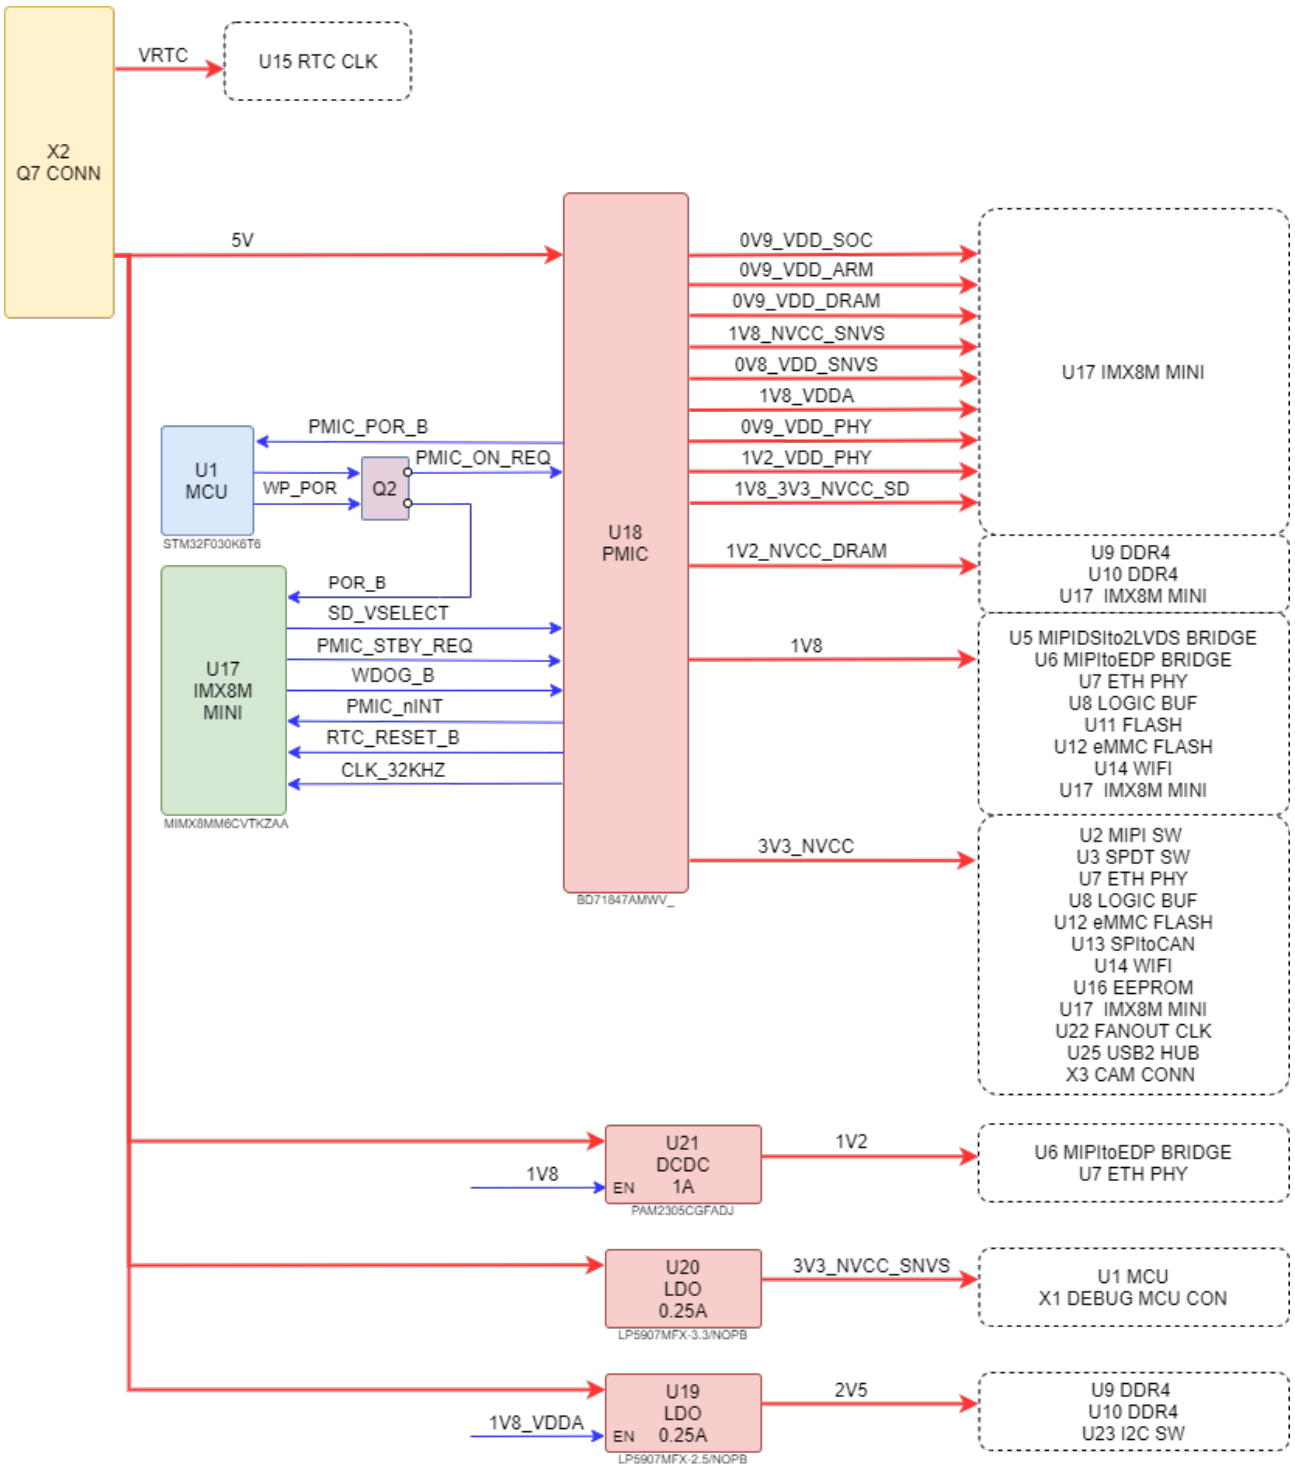 X2
Q7 CONN
VRTC
U15 RTC CLK
5V
U18
PMIC
BD71847AMWV_
0V9_VDD_SOC
0V9_VDD_ARM
0V9_VDD_DRAM
1V8_NVCC_SNVS
0V8_VDD_SNVS
1V8_VDDA
0V9_VDD_PHY
1V2_VDD_PHY
1V8_3V3_NVCC_SD
U17 IMX8M MINI
U1
MCU
STM32F030K6T6
PMIC_POR_B
PMIC_ON_REQ
WP_POR
Q2
POR_B
SD_VSELECT
PMIC_STBY_REQ
WDOG_B
PMIC_nINT
RTC_RESET_B
CLK_32KHZ
U17
IMX8M
MINI
MIMX8MM6CVTKZAA
1V2_NVCC_DRAM
U9 DDR4
U10 DDR4
U17 IMX8M MINI
1V8
U5 MIPIDSIto2LVDS BRIDGE
U6 MIPItoEDP BRIDGE
U7 ETH PHY
U8 LOGIC BUF
U11 FLASH
U12 eMMC FLASH
U14 WIFI
U17 IMX8M MINI
3V3_NVCC
U2 MIPI SW
U3 SPDT SW
U7 ETH PHY
U8 LOGIC BUF
U12 eMMC FLASH
U13 SPItoCAN
U14 WIFI
U16 EEPROM
U17 IMX8M MINI
U22 FANOUT CLK
U25 USB2 HUB
X3 CAM CONN
1V8
U21
DCDC
EN 1A
PAM2305CGFADJ
1V2
U6 MIPItoEDP BRIDGE
U7 ETH PHY
U20
LDO
0.25A
LP5907MFX-3.3/NOPB
3V3_NVCC_SNVS
U1 MCU
X1 DEBUG MCU CON
1V8_VDDA
U19
LDO
EN 0.25A
LP5907MFX-2.5/NOPB
2V5
U9 DDR4
U10 DDR4
U23 I2C SW